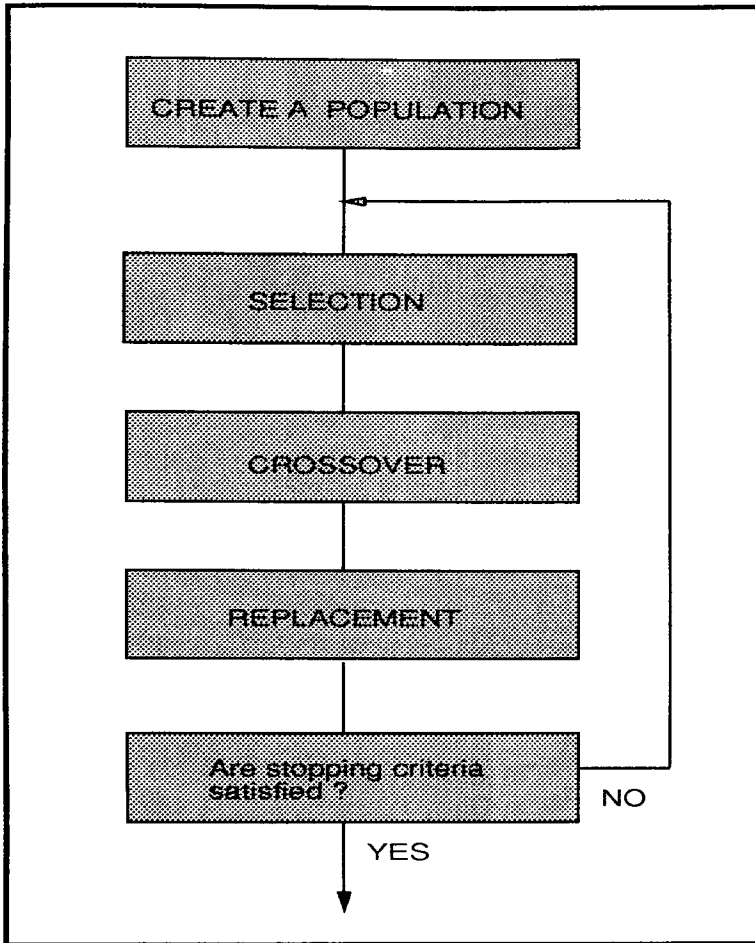 CREATE A POPULATION
SELECTION
CROSSOVER
REPLACEMENT
Are stopping criteria
satisfied ?
NO
YES